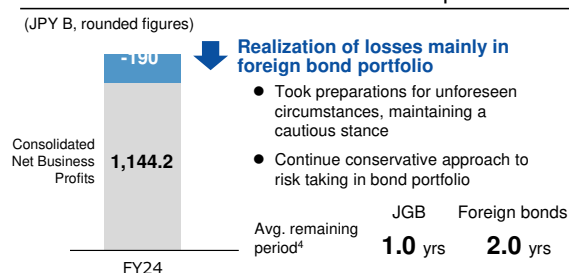 (JPY B, rounded figures)
-190
Realization of losses mainly in
foreign bond portfolio
● Took preparations for unforeseen
circumstances, maintaining a
cautious stance
● Continue conservative approach to
risk taking in bond portfolio
Consolidated
Net Business
Profits
1,144.2
FY24
JGB Foreign bonds
Avg. remaining
period⁴
1.0 yrs 2.0 yrs